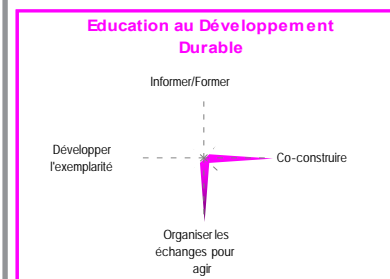 Education au Développement
Durable
Informer/Former
Développer
l'exemplarité
Co-construire
Organiser les
échanges pour
agir